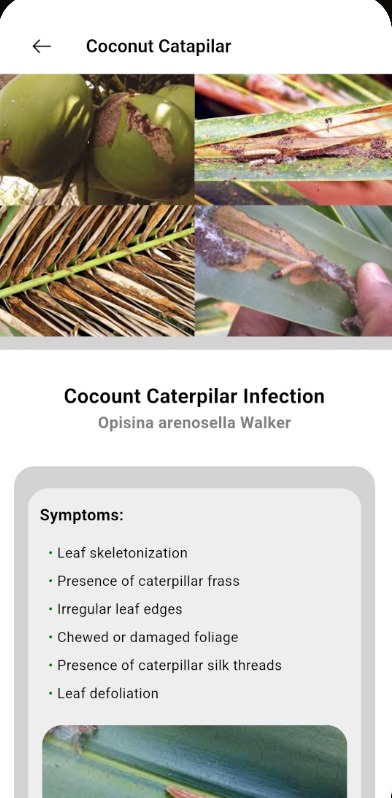 Coconut Catapilar
Cocount Caterpilar Infection
Opisina arenosella Walker
Symptoms:
• Leaf skeletonization
• Presence of caterpillar frass
• Irregular leaf edges
• Chewed or damaged foliage
• Presence of caterpillar silk threads
• Leaf defoliation